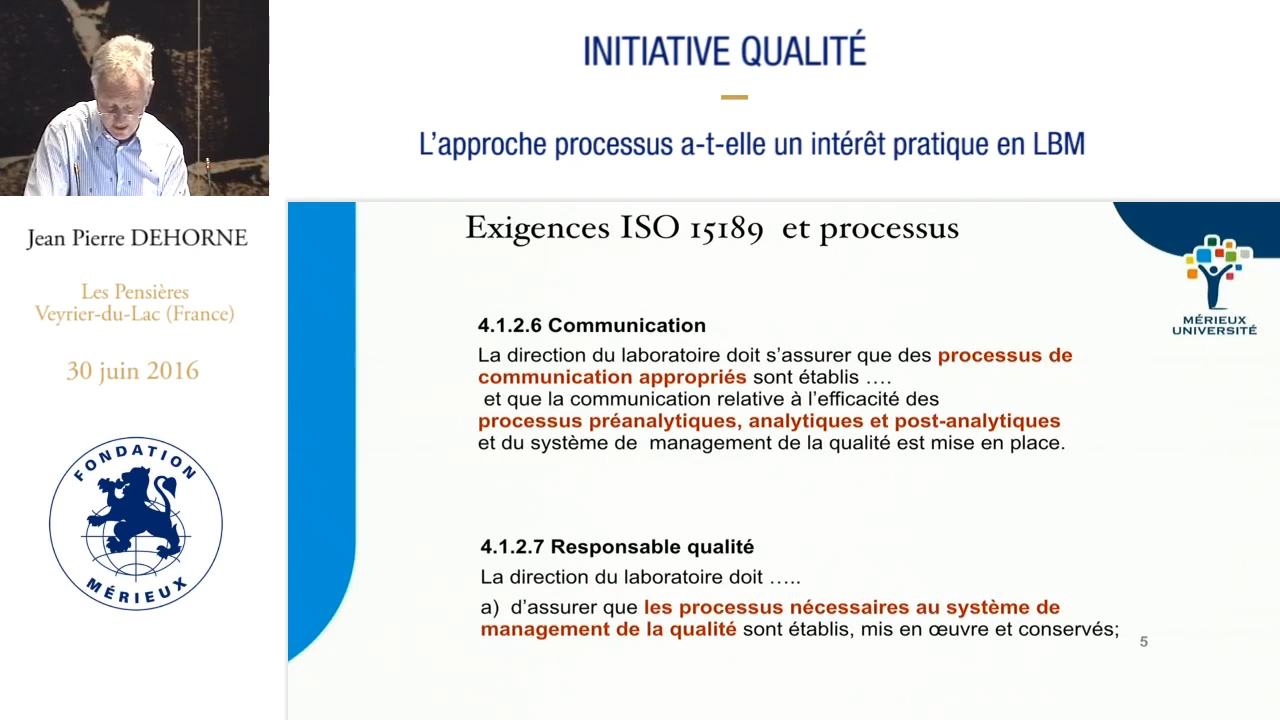 INITIATIVE QUALITÉ
L'approche processus a-t-elle un intérêt pratique en LBM
Jean Pierre DEHORNE
Les Pensières
Veyrier-du-Lac (France)
30 juin 2016
FONDATION
MÉRIEUX
Exigences ISO 15189 et processus
MÉRIEUX
UNIVERSITÉ
4.1.2.6 Communication
La direction du laboratoire doit s’assurer que des processus de
communication appropriés sont établis ….
et que la communication relative à l’efficacité des
processus préanalytiques, analytiques et post-analytiques
et du système de management de la qualité est mise en place.
4.1.2.7 Responsable qualité
La direction du laboratoire doit …..
a) d’assurer que les processus nécessaires au système de
management de la qualité sont établis, mis en œuvre et conservés;
5